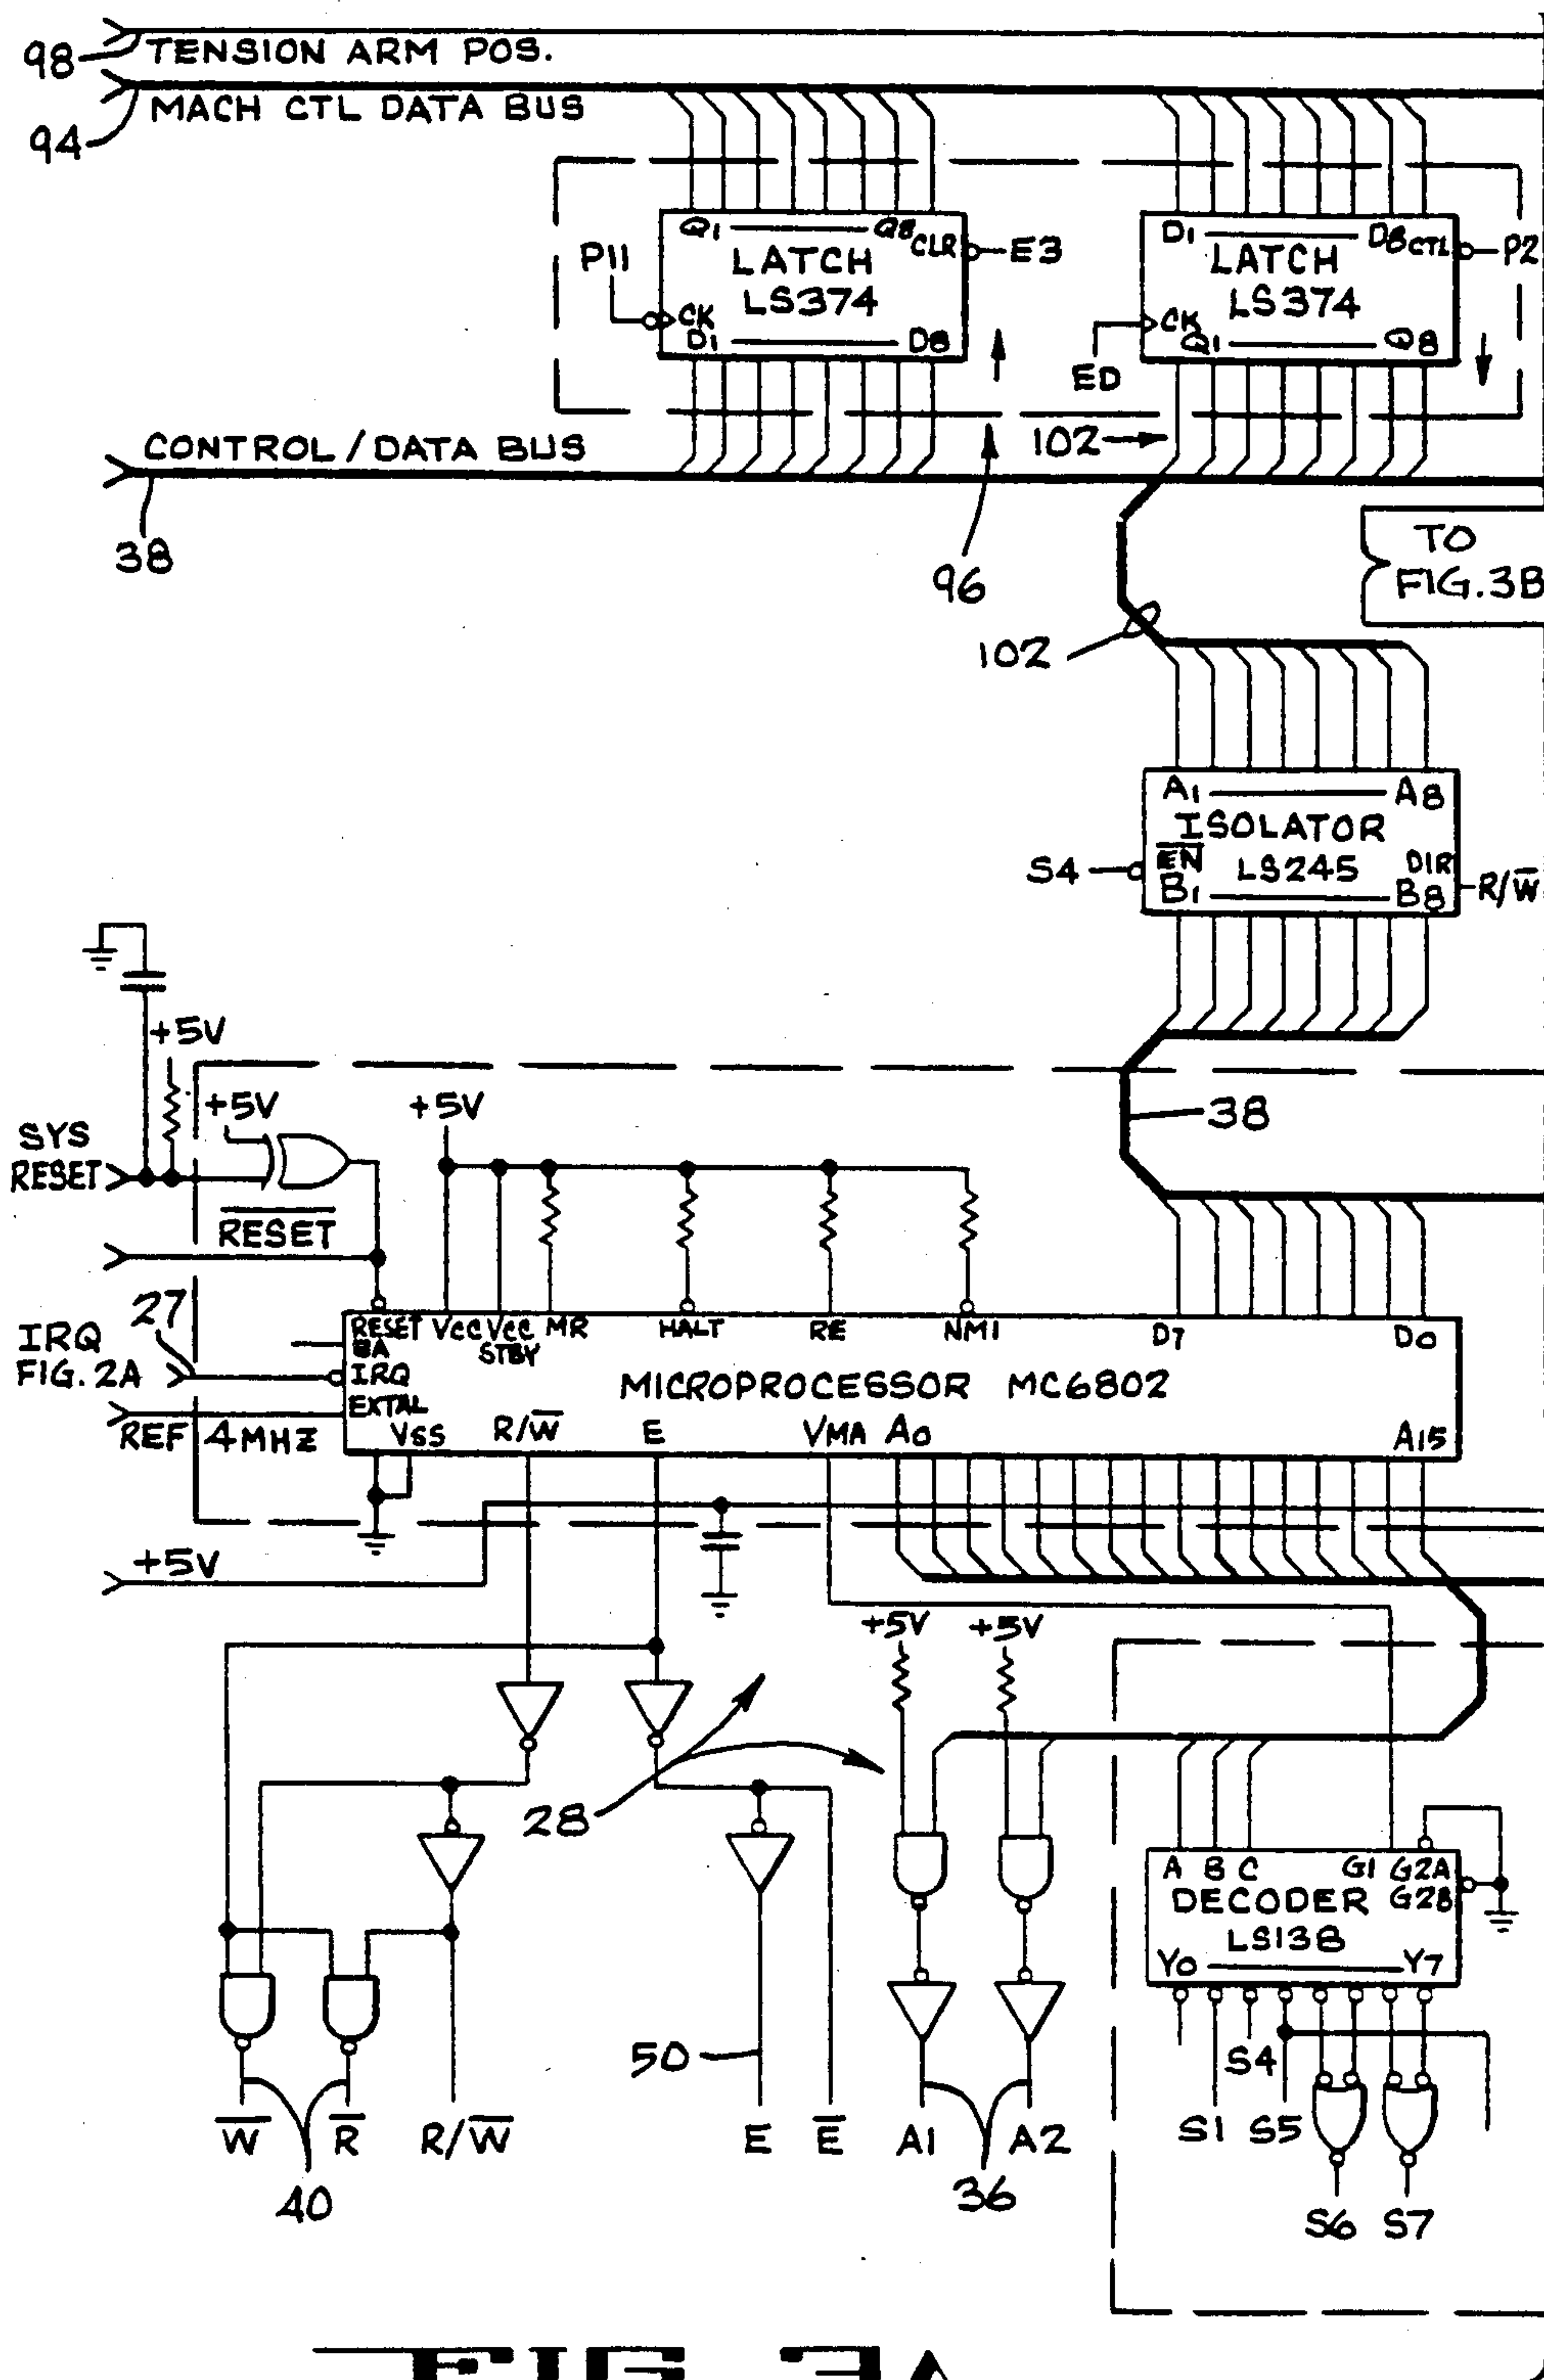 98
TENSION ARM POS.
MACH CTL DATA BUS
94
Q1 Q8
P11
LATCH
CLR
E3
LS374
CK
D1 D8
D1 D8
LATCH
CTL
P2
LS374
CK
Q1 Q8
ED
CONTROL/DATA BUS
102
38
96
TO
FIG.3B
102
A1 A8
ISOLATOR
S4
EN
LS245
DIR
R/W
B1 B8
+5V
+5V
+5V
38
SYS
RESET
RESET
27
IRQ
FIG. 2A
RESET
VCC
VCC
STBY
MR
HALT
RE
NMI
D7
D0
BA
IRQ
MICROPROCESSOR MC6802
EXTAL
REF 4MHZ
VSS
R/W
E
VMA
A0
A15
+5V
+5V
+5V
28
A B C
G1
G2A
DECODER
G2B
LS138
Y0 Y7
50
S4
W
R
R/W
E
E
A1
A2
S1
S5
40
36
S6
S7
FIG. 3A